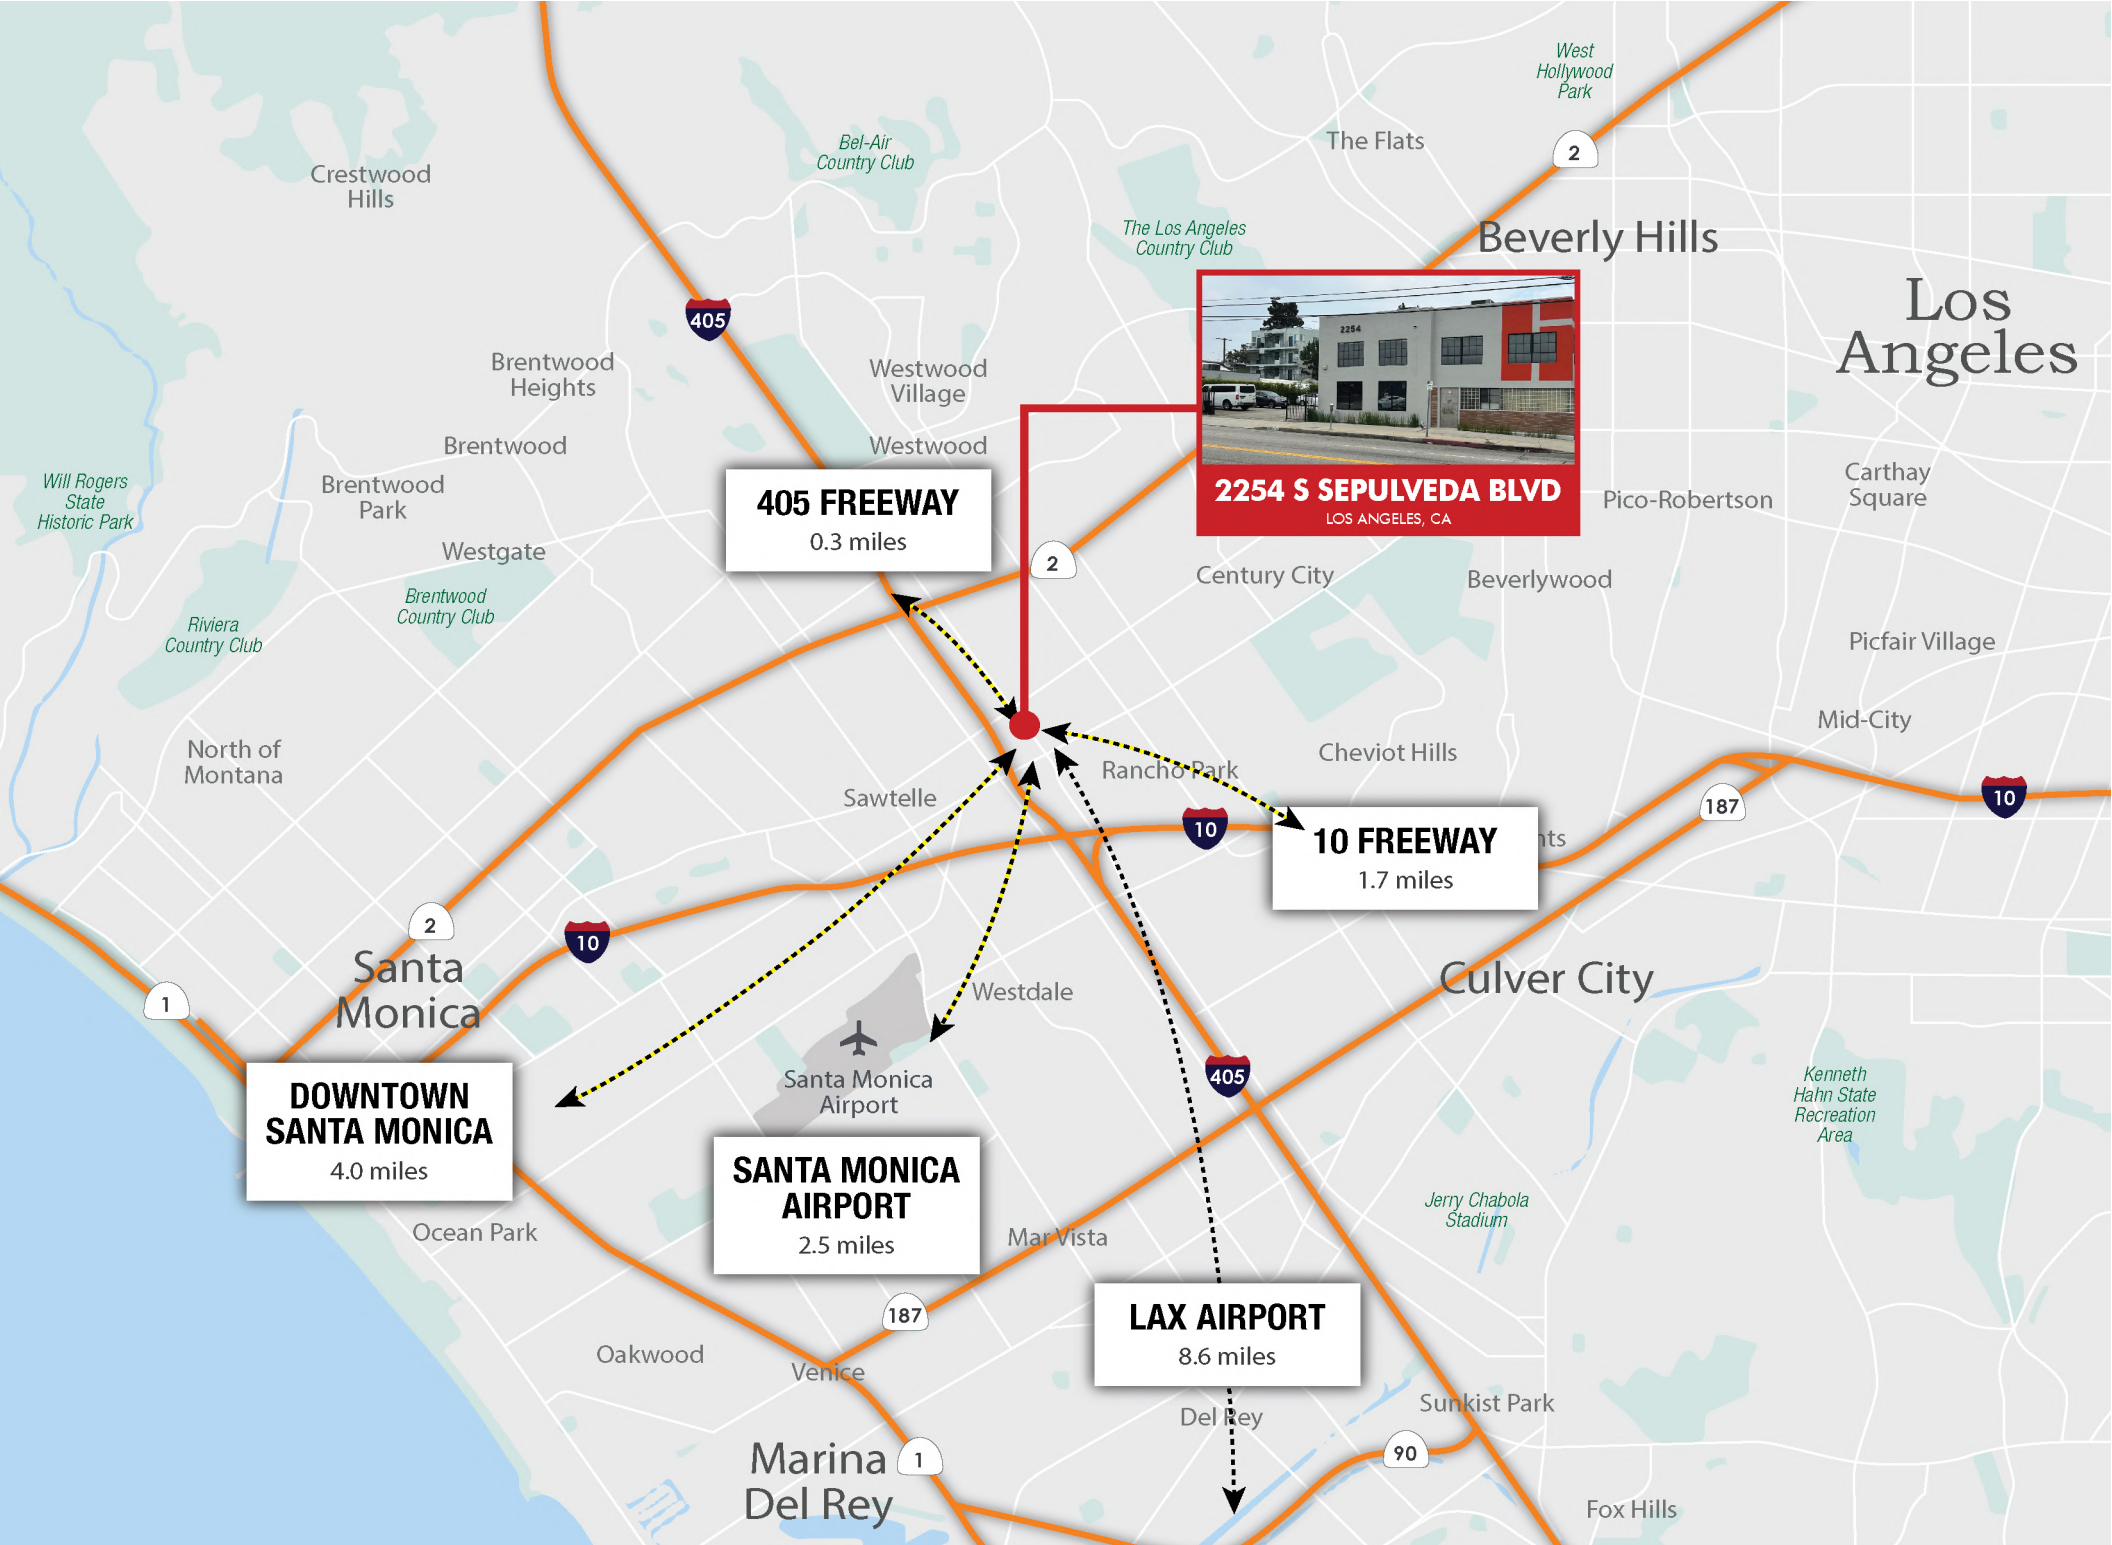 West
Hollywood
Park
The Flats
2
Bel-Air
Country Club
Crestwood
Hills
The Los Angeles
Country Club
Beverly Hills
Los
Angeles
405
2254
Brentwood
Heights
Westwood
Village
Brentwood
Westwood
Will Rogers
State
Historic Park
Brentwood
Park
405 FREEWAY
0.3 miles
2254 S SEPULVEDA BLVD
LOS ANGELES, CA
Pico-Robertson
Carthay
Square
Westgate
2
Century City
Beverlywood
Brentwood
Country Club
Riviera
Country Club
Picfair Village
Mid-City
North of
Montana
Cheviot Hills
Rancho Park
Sawtelle
10
187
10
10 FREEWAY
1.7 miles
nts
2
10
Santa
Monica
1
Westdale
Culver City
Santa Monica
Airport
405
Kenneth
Hahn State
Recreation
Area
DOWNTOWN
SANTA MONICA
4.0 miles
SANTA MONICA
AIRPORT
2.5 miles
Jerry Chabola
Stadium
Ocean Park
Mar Vista
187
LAX AIRPORT
8.6 miles
Oakwood
Venice
Sunkist Park
Del Rey
Marina
Del Rey
1
90
Fox Hills